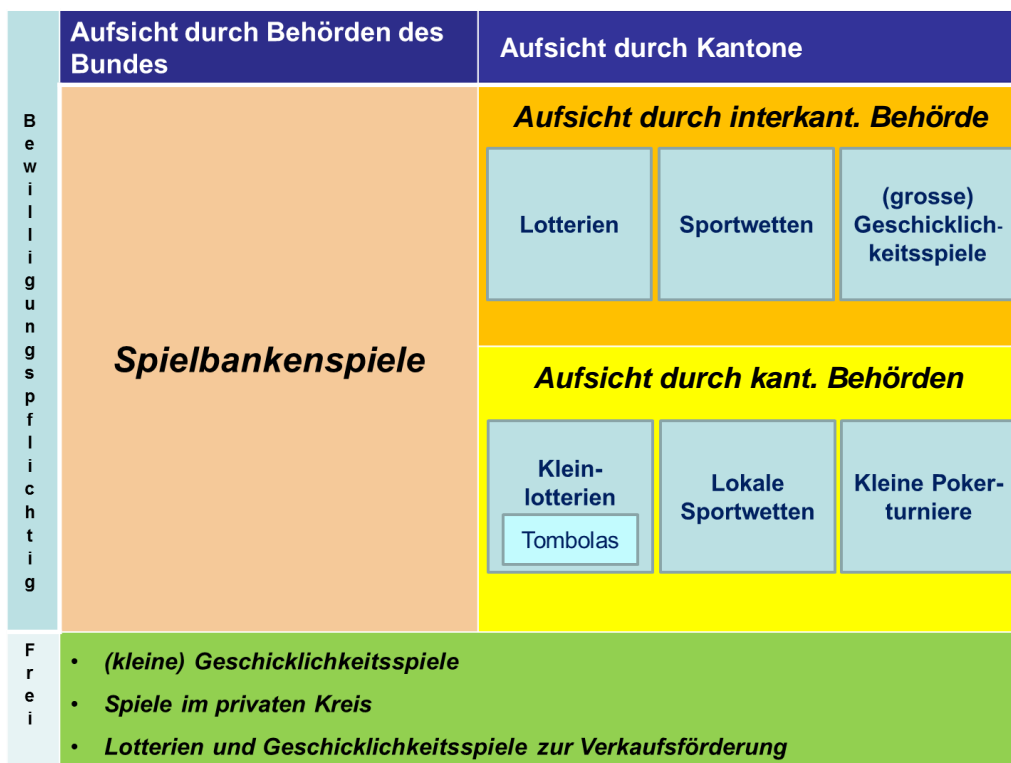 Aufsicht durch Behörden des
Bundes
Aufsicht durch Kantone
Bewilligungspflichtig
Spielbankenspiele
Aufsicht durch interkant. Behörde
Lotterien
Sportwetten
(grosse)
Geschicklich-
keitsspiele
Aufsicht durch kant. Behörden
Klein-
lotterien
Tombolas
Lokale
Sportwetten
Kleine Poker-
turniere
Frei
• (kleine) Geschicklichkeitsspiele
• Spiele im privaten Kreis
• Lotterien und Geschicklichkeitsspiele zur Verkaufsförderung